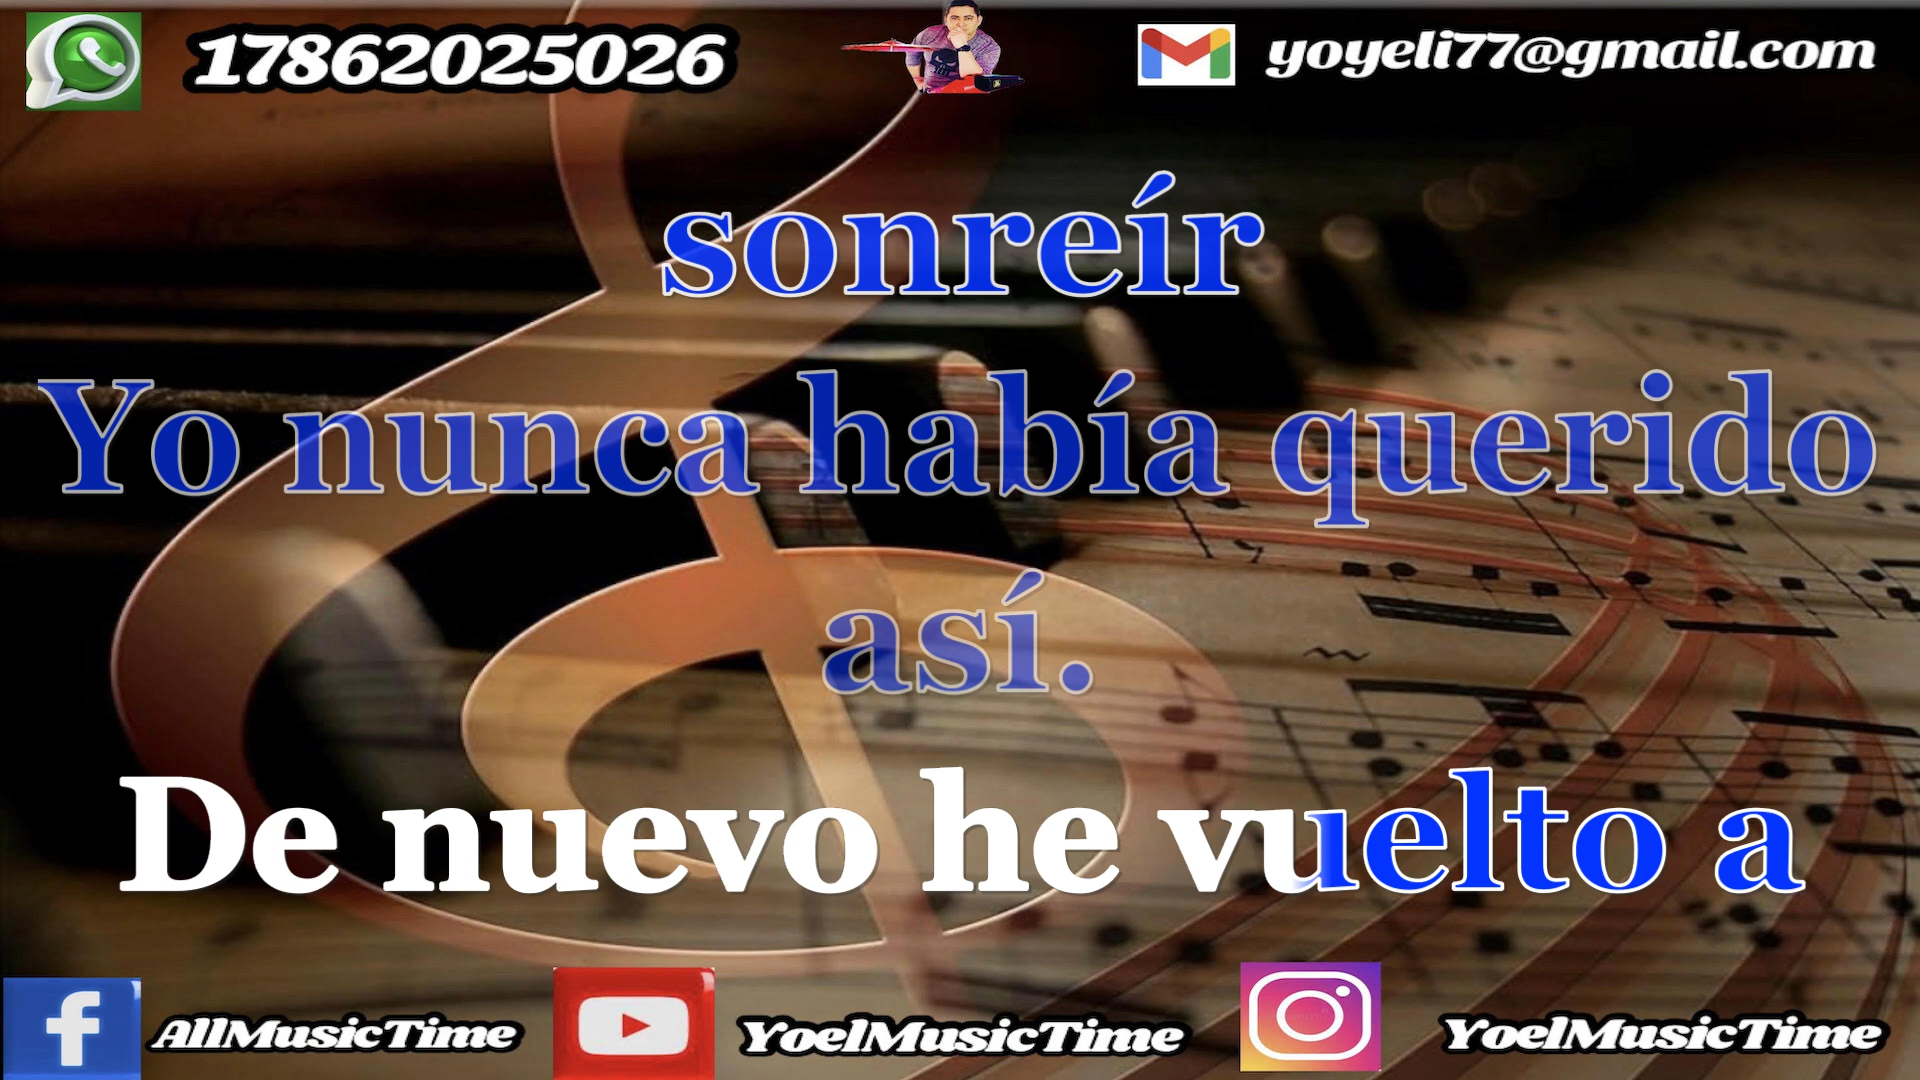 17862025026
yoyeli77@gmail.com
sonreír
Yo nunca había querido
así.
De nuevo he vuelto a
AllMusicTime
YoelMusicTime
YoelMusicTime